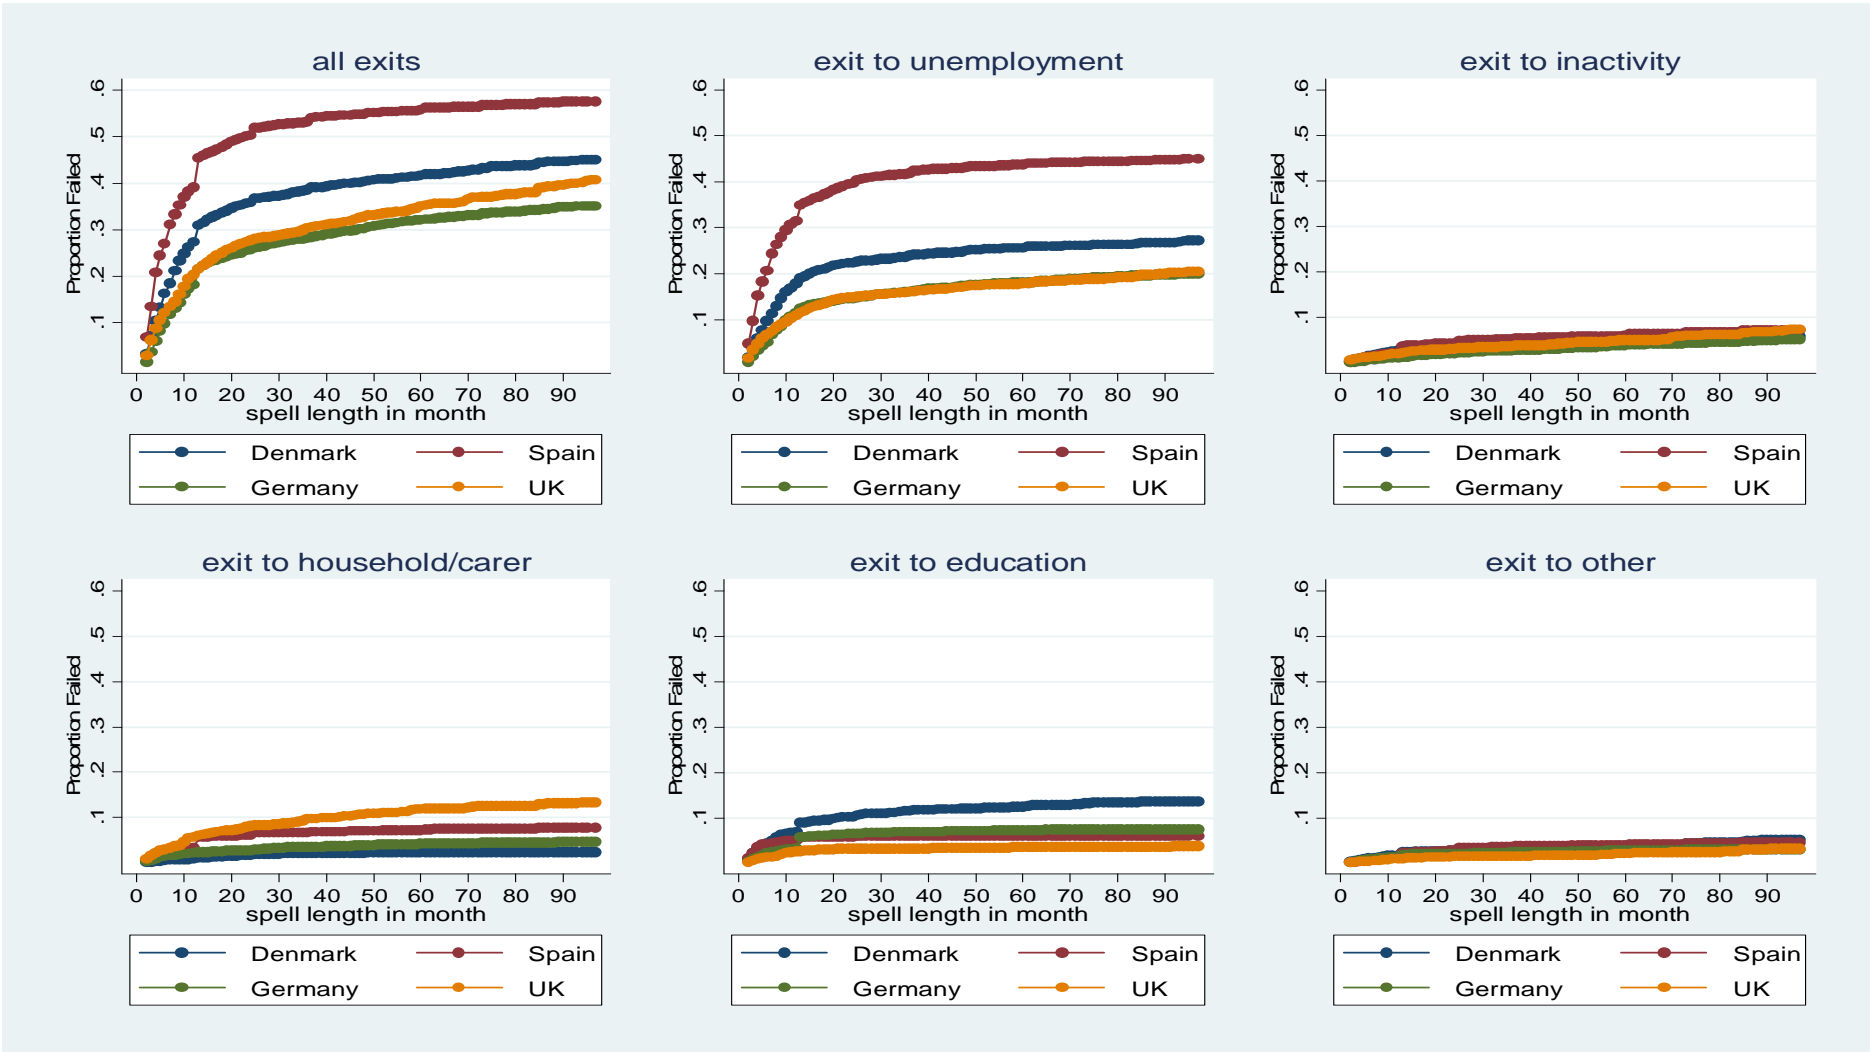 all exits
Proportion Failed
.6
.5
.4
.3
.2
.1
0 10 20 30 40 50 60 70 80 90
spell length in month
Denmark Spain
Germany UK
exit to unemployment
Proportion Failed
.6
.5
.4
.3
.2
.1
0 10 20 30 40 50 60 70 80 90
spell length in month
Denmark Spain
Germany UK
exit to inactivity
Proportion Failed
.6
.5
.4
.3
.2
.1
0 10 20 30 40 50 60 70 80 90
spell length in month
Denmark Spain
Germany UK
exit to household/carer
Proportion Failed
.6
.5
.4
.3
.2
.1
0 10 20 30 40 50 60 70 80 90
spell length in month
Denmark Spain
Germany UK
exit to education
Proportion Failed
.6
.5
.4
.3
.2
.1
0 10 20 30 40 50 60 70 80 90
spell length in month
Denmark Spain
Germany UK
exit to other
Proportion Failed
.6
.5
.4
.3
.2
.1
0 10 20 30 40 50 60 70 80 90
spell length in month
Denmark Spain
Germany UK